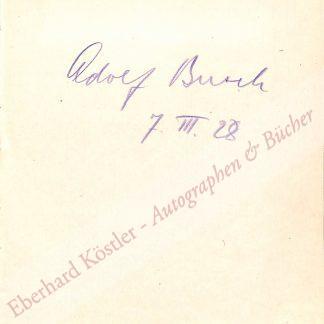 Adolf Busch
7. III. 28
Eberhard Köstler - Autographen & Bücher